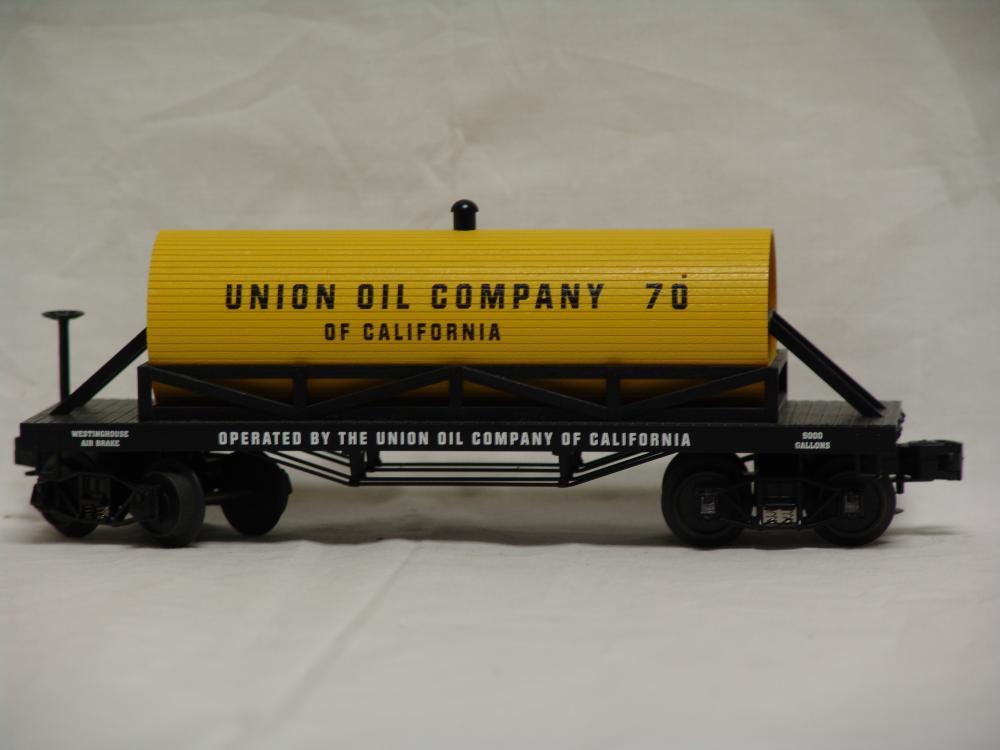 UNION OIL COMPANY 70
OF CALIFORNIA
WESTINGHOUSE
AIR BRAKE
OPERATED BY THE UNION OIL COMPANY OF CALIFORNIA
5000
GALLONS